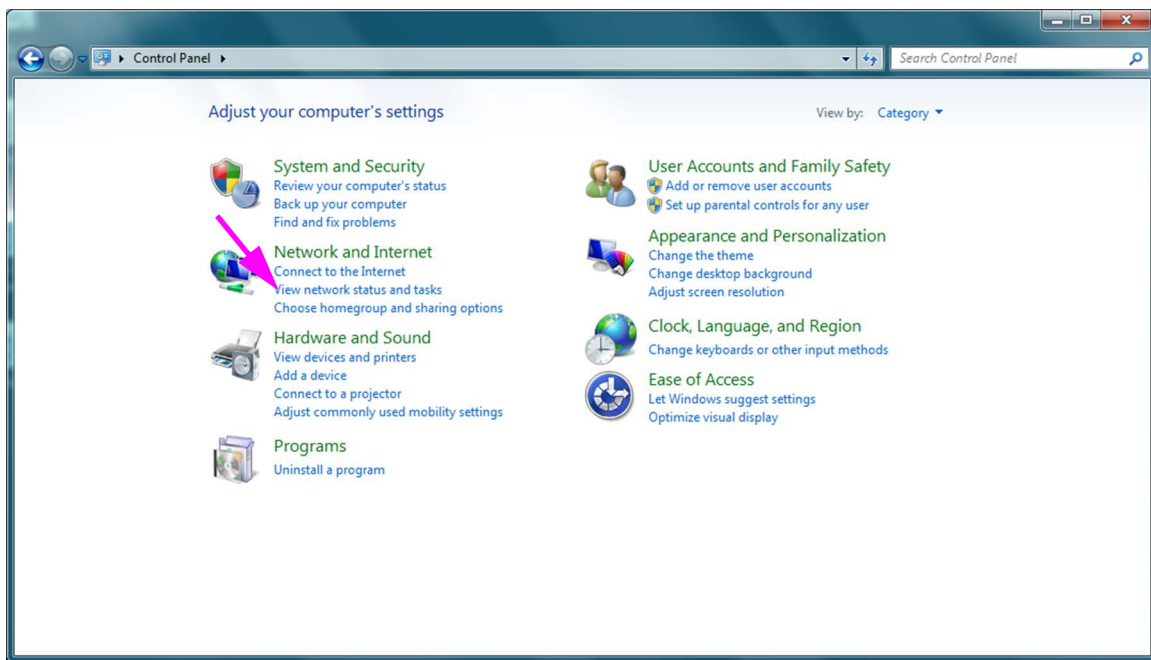 Control Panel
Search Control Panel
Adjust your computer's settings
View by: Category
System and Security
Review your computer's status
Back up your computer
Find and fix problems
Network and Internet
Connect to the Internet
View network status and tasks
Choose homegroup and sharing options
Hardware and Sound
View devices and printers
Add a device
Connect to a projector
Adjust commonly used mobility settings
Programs
Uninstall a program
User Accounts and Family Safety
Add or remove user accounts
Set up parental controls for any user
Appearance and Personalization
Change the theme
Change desktop background
Adjust screen resolution
Clock, Language, and Region
Change keyboards or other input methods
Ease of Access
Let Windows suggest settings
Optimize visual display